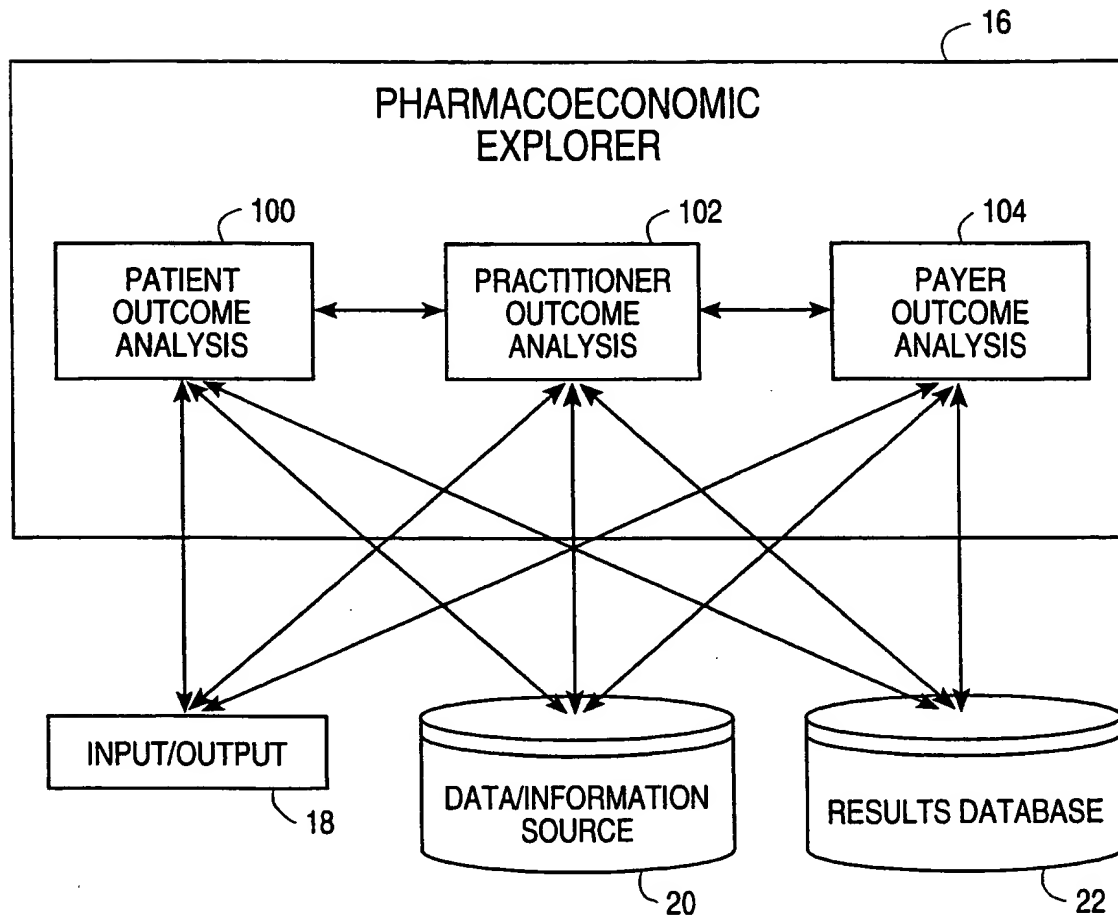 16
PHARMACOECONOMIC
EXPLORER
100
102
104
PATIENT
OUTCOME
ANALYSIS
PRACTITIONER
OUTCOME
ANALYSIS
PAYER
OUTCOME
ANALYSIS
INPUT/OUTPUT
18
DATA/INFORMATION
SOURCE
20
RESULTS DATABASE
22